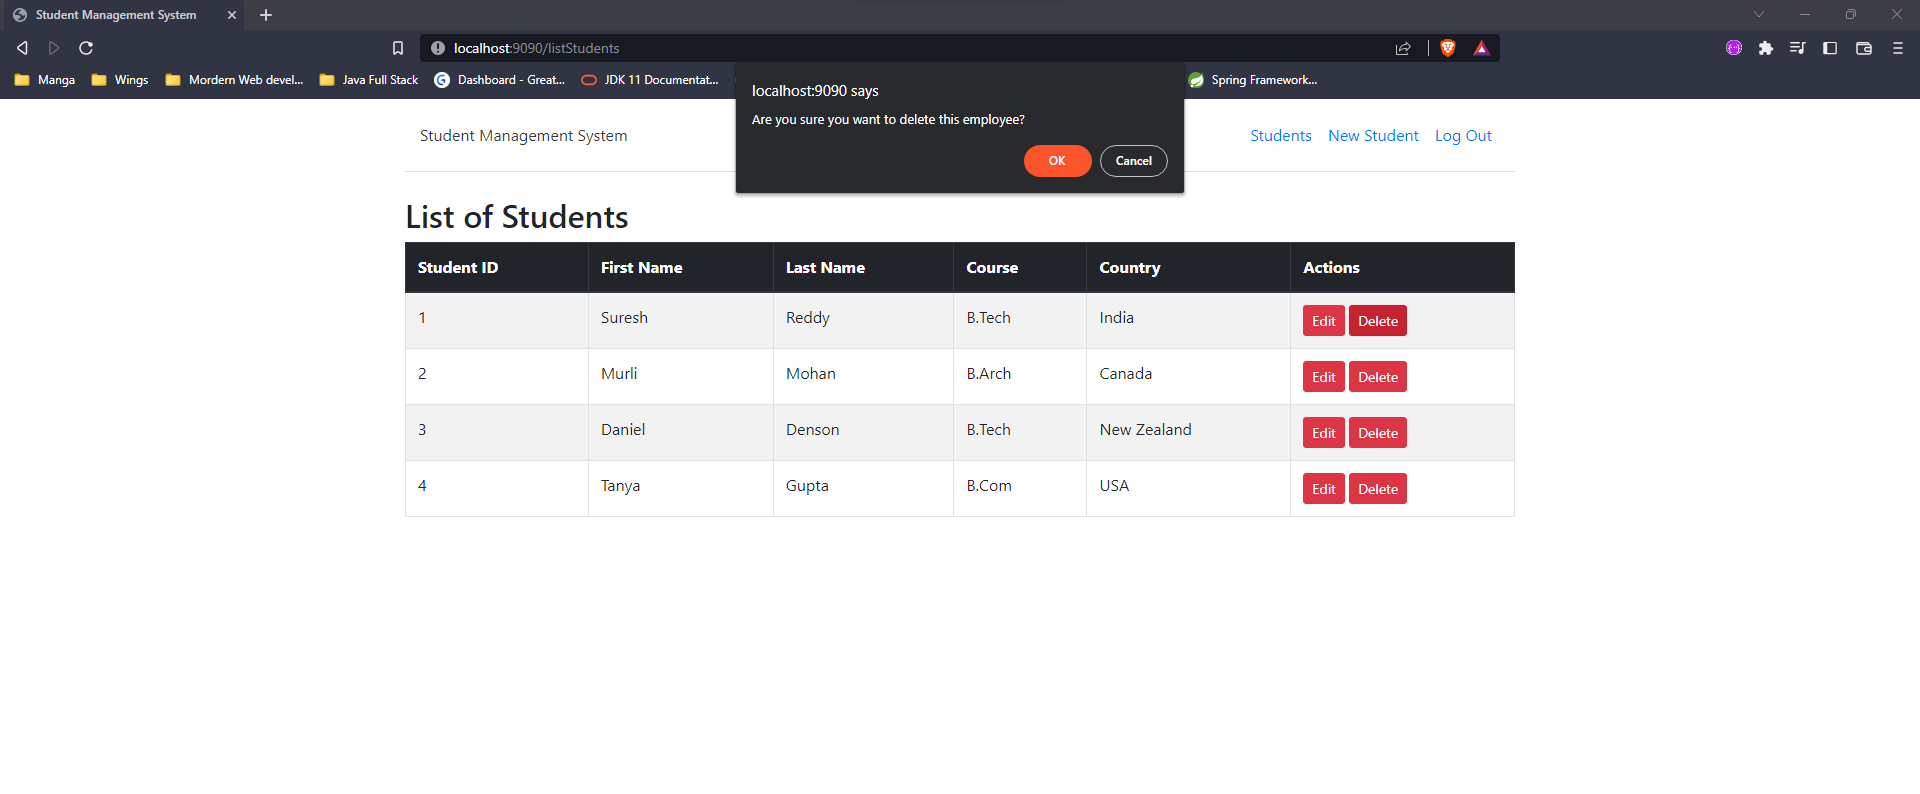 Student Management System
localhost:9090/listStudents
Manga Wings Mordern Web devel... Java Full Stack Dashboard - Great... JDK 11 Documentat... Spring Framework...
localhost:9090 says
Are you sure you want to delete this employee?
OK Cancel
Student Management System Students New Student Log Out
List of Students
Student ID First Name Last Name Course Country Actions
1 Suresh Reddy B.Tech India Edit Delete
2 Murli Mohan B.Arch Canada Edit Delete
3 Daniel Denson B.Tech New Zealand Edit Delete
4 Tanya Gupta B.Com USA Edit Delete